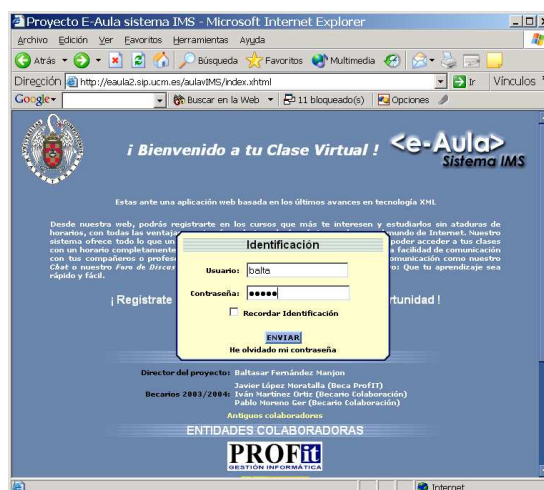 Proyecto E-Aula sistema IMS - Microsoft Internet Explorer
Archivo Edición Ver Favoritos Herramientas Ayuda
Atrás Búsqueda Favoritos Multimedia
Dirección http://eaula2.sip.ucm.es/aulavIMS/index.xhtml Ir Vínculos
Google Buscar en la Web 11 bloqueado(s) Opciones
¡ Bienvenido a tu Clase Virtual ! <e-Aula>
Sistema IMS
Estas ante una aplicación web basada en los últimos avances en tecnología XML
Desde nuestra web, podrás registrarte en los cursos que más te interesen y estudiarlos sin ataduras de
horarios, con todas las ventajas mundo de Internet. Nuestro
sistema ofrece todo lo que un poder acceder a tus clases
con un horario completamente a facilidad de comunicación
con tus compañeros o profeso omunicación como nuestro
Chat o nuestro Foro de Discus vo: Que tu aprendizaje sea
rápido y fácil.
Identificación
Usuario: balta
Contraseña: •••••
Recordar Identificación
ENVIAR
He olvidado mi contraseña
¡ Registrate rtunidad !
Director del proyecto: Baltasar Fernández Manjon
Javier López Moratalla (Beca ProfIT)
Becarios 2003/2004: Iván Martínez Ortiz (Becario Colaboración)
Pablo Moreno Ger (Becario Colaboración)
Antiguos colaboradores
ENTIDADES COLABORADORAS
PROFit
GESTIÓN INFORMÁTICA
Internet